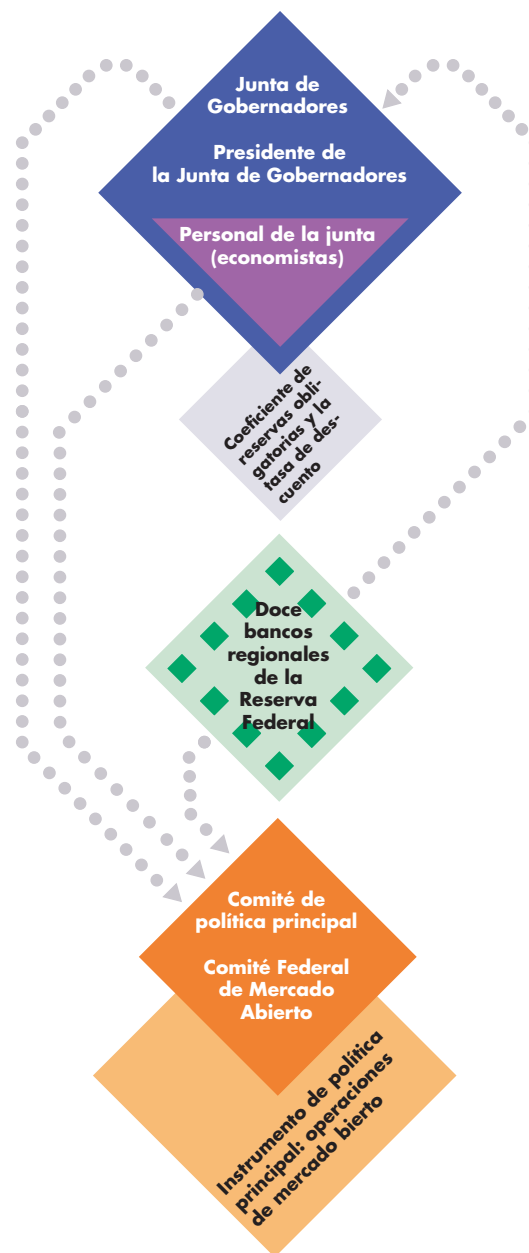 Junta de
Gobernadores
Presidente de
la Junta de Gobernadores
Personal de la junta
(economistas)
Coeficiente de
reservas obli-
gatorias y la
tasa de des-
cuento
Doce
bancos
regionales
de la
Reserva
Federal
Comité de
política principal
Comité Federal
de Mercado
Abierto
Instrumento de política
principal: operaciones
de mercado bierto